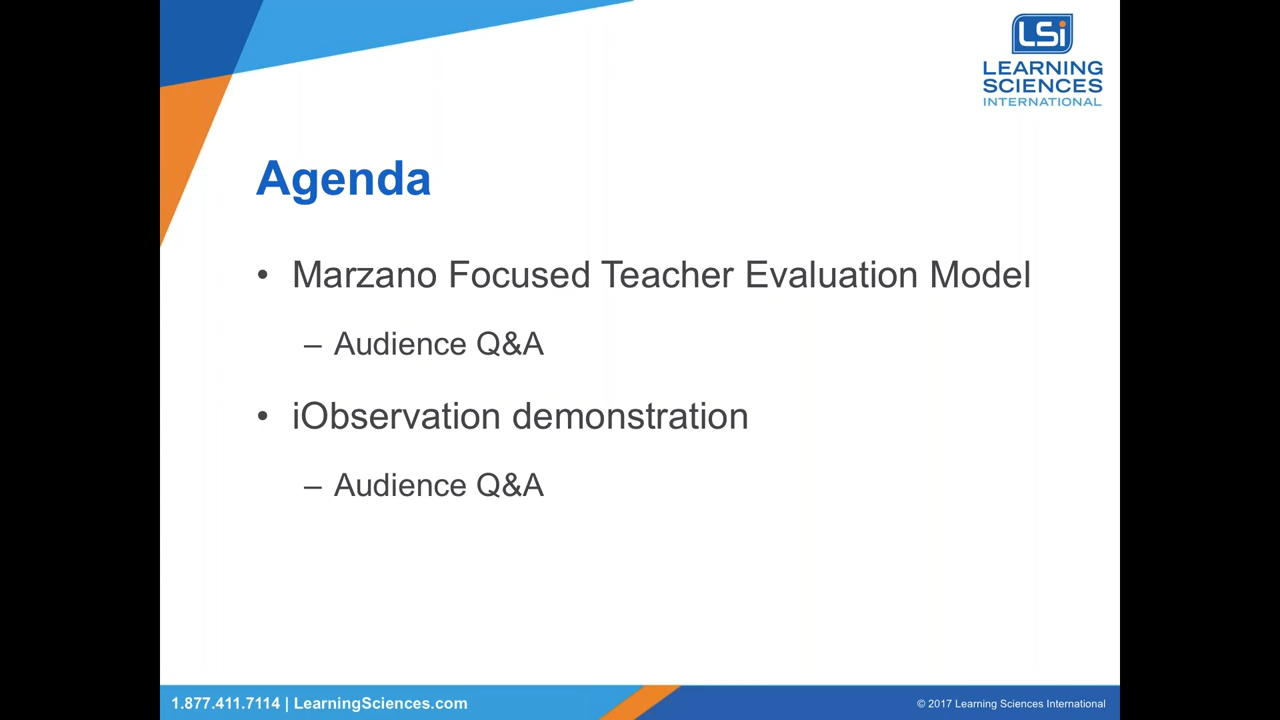 LSi
LEARNING
SCIENCES
INTERNATIONAL
Agenda
• Marzano Focused Teacher Evaluation Model
– Audience Q&A
• iObservation demonstration
– Audience Q&A
1.877.411.7114 | LearningSciences.com
© 2017 Learning Sciences International